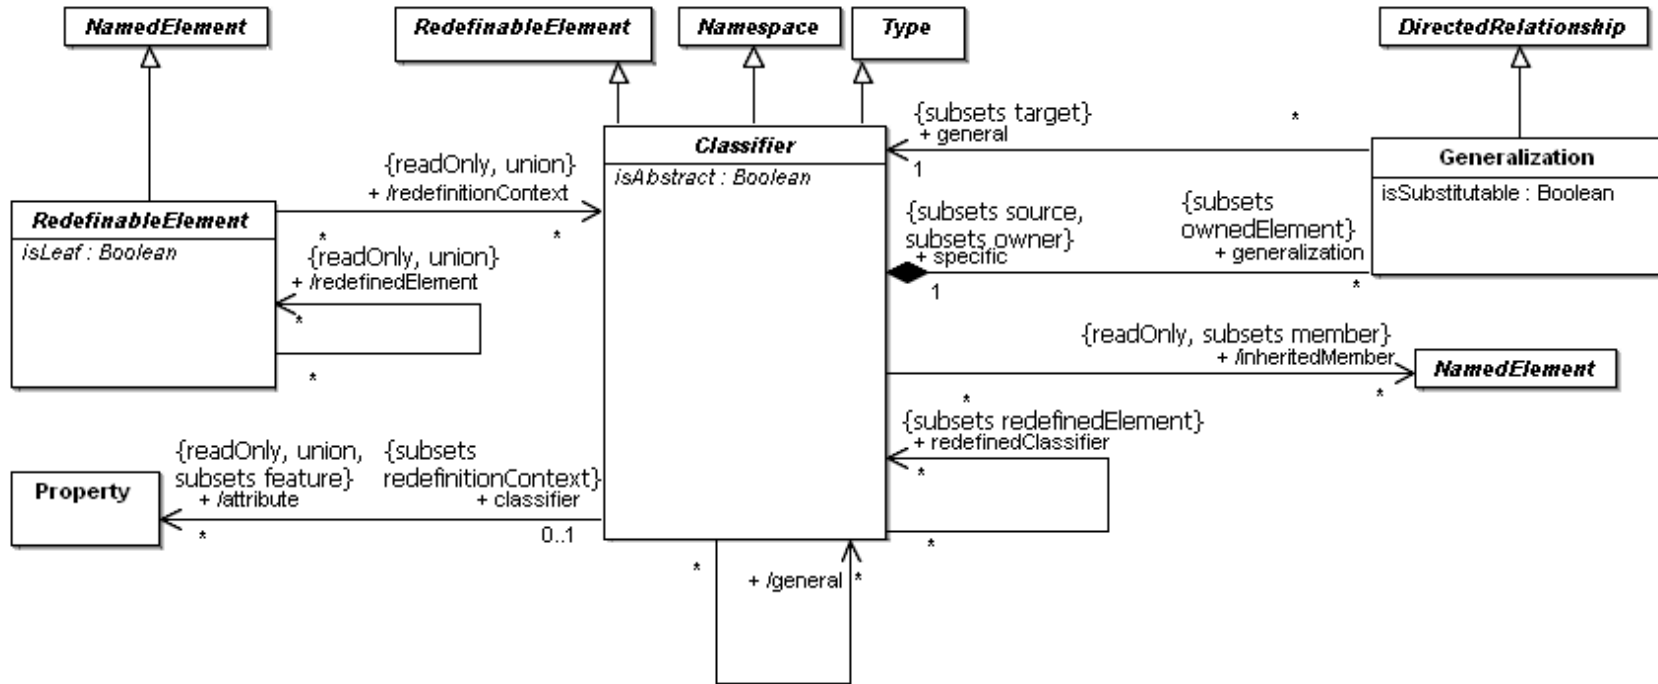 NamedElement
RedefinableElement
Namespace
Type
DirectedRelationship
{subsets target}
+ general
*
1
Classifier
isAbstract : Boolean
Generalization
isSubstitutable : Boolean
{readOnly, union}
+ /redefinitionContext
*
*
RedefinableElement
isLeaf : Boolean
{readOnly, union}
+ /redefinedElement
*
*
{subsets source,
subsets owner}
+ specific
1
{subsets
ownedElement}
+ generalization
*
{readOnly, subsets member}
+ /inheritedMember
*
*
NamedElement
{subsets redefinedElement}
+ redefinedClassifier
*
*
{readOnly, union,
subsets feature}
+ /attribute
*
{subsets
redefinitionContext}
+ classifier
0..1
Property
*
+ /general
*